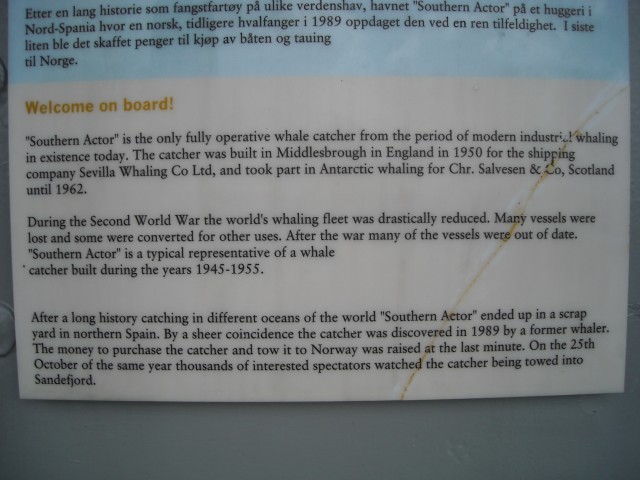 Etter en lang historie som fangstfartøy på ulike verdenshav, havnet "Southern Actor" på et huggeri i
Nord-Spania hvor en norsk, tidligere hvalfanger i 1989 oppdaget den ved en ren tilfeldighet. I siste
liten ble det skaffet penger til kjøp av båten og tauing
til Norge.
Welcome on board!
"Southern Actor" is the only fully operative whale catcher from the period of modern industrial whaling
in existence today. The catcher was built in Middlesbrough in England in 1950 for the shipping
company Sevilla Whaling Co Ltd, and took part in Antarctic whaling for Chr. Salvesen & Co, Scotland
until 1962.
During the Second World War the world's whaling fleet was drastically reduced. Many vessels were
lost and some were converted for other uses. After the war many of the vessels were out of date.
"Southern Actor" is a typical representative of a whale
catcher built during the years 1945-1955.
After a long history catching in different oceans of the world "Southern Actor" ended up in a scrap
yard in northern Spain. By a sheer coincidence the catcher was discovered in 1989 by a former whaler.
The money to purchase the catcher and tow it to Norway was raised at the last minute. On the 25th
October of the same year thousands of interested spectators watched the catcher being towed into
Sandefjord.